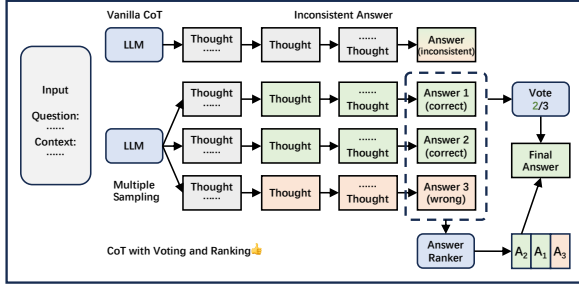 Vanilla CoT
Inconsistent Answer
LLM
Thought
......
Thought
......
Thought
Answer
(inconsistent)
Input
Question:
......
Context:
......
LLM
Multiple
Sampling
Thought
......
Thought
......
Thought
Answer 1
(correct)
Thought
......
Thought
......
Thought
Answer 2
(correct)
Thought
......
Thought
......
Thought
Answer 3
(wrong)
Vote
2/3
Final
Answer
Answer
Ranker
A₂ A₁ A₃
CoT with Voting and Ranking👍